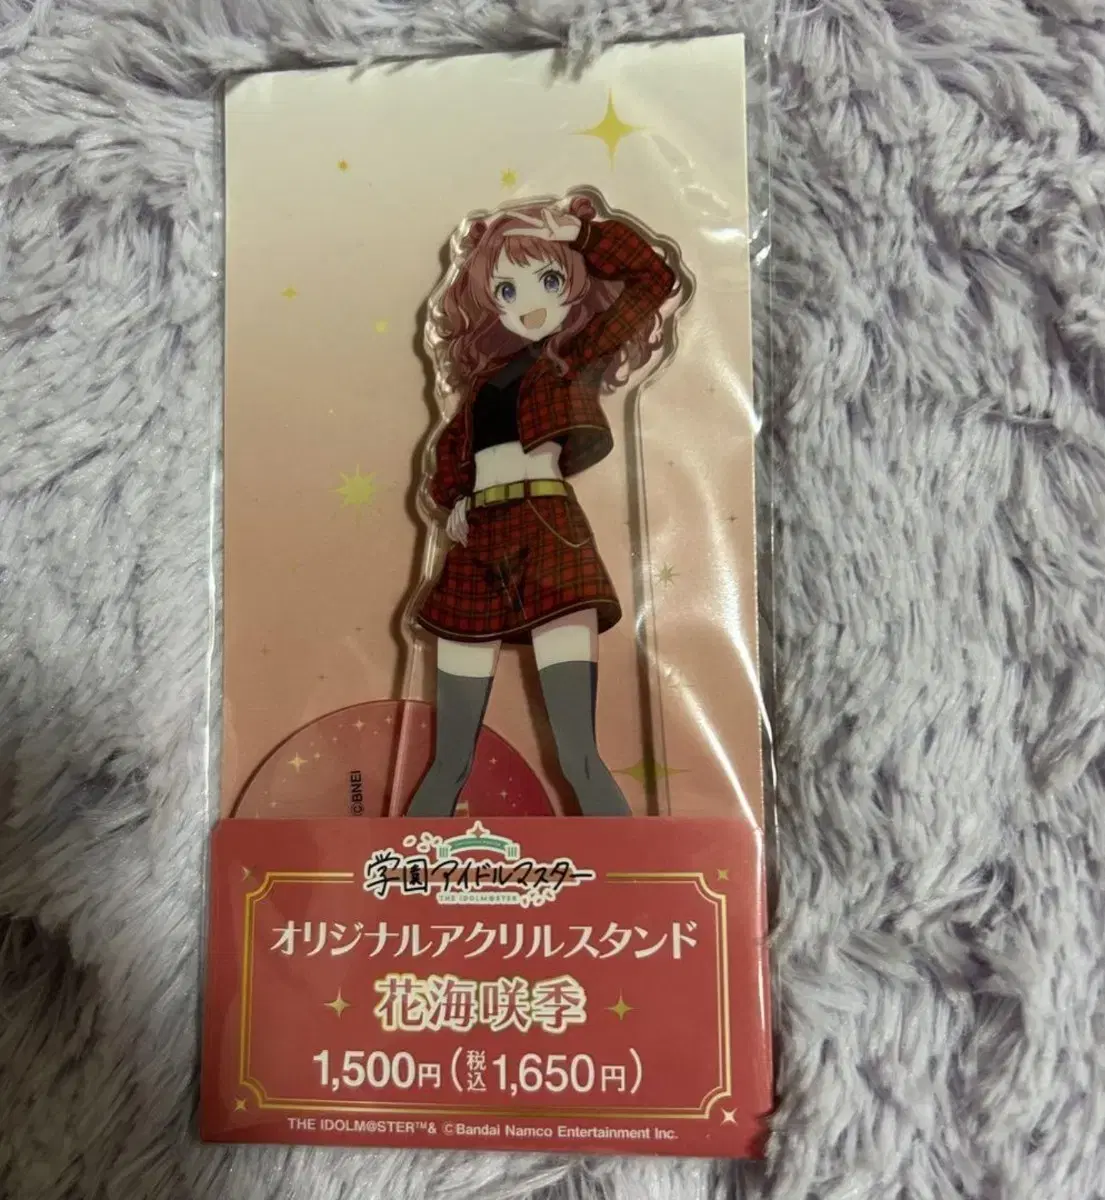 ©BNEI
学園アイドルマスター
THE IDOLM@STER
オリジナルアクリルスタンド
花海咲季
1,500円(税込1,650円)
THE IDOLM@STER™& ©Bandai Namco Entertainment Inc.